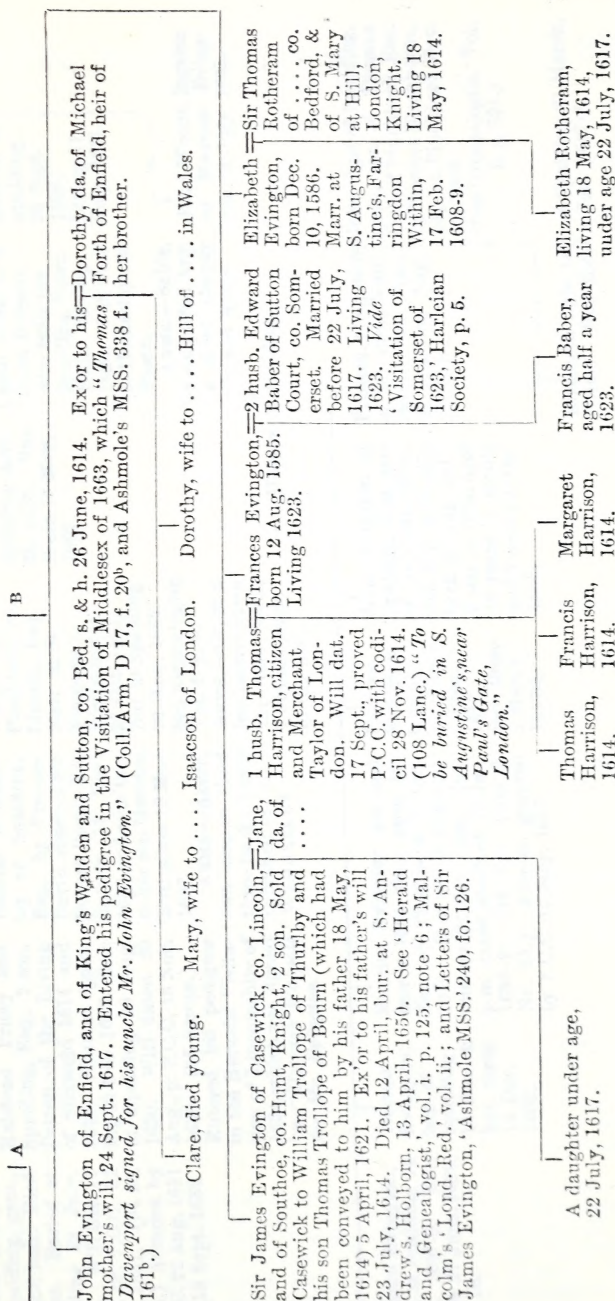 A
B
John Evington of Enfield, and of King's Walden and Sutton, co. Bed. s. & h. 26 June, 1614. Ex'or to his=Dorothy, da. of Michael
mother's will 24 Sept. 1617. Entered his pedigree in the Visitation of Middlesex of 1663, which "Thomas
Davenport signed for his uncle Mr. John Evington." (Coll. Arm, D 17, f. 20ᵇ, and Ashmole's MSS. 338 f.
161ᵇ.)
Forth of Enfield, heir of
her brother.
Clare, died young.
Mary, wife to ..... Isaacson of London.
Dorothy, wife to ..... Hill of .... in Wales.
Sir James Evington of Casewick, co. Lincoln,=Jane,
and of Southoe, co. Hunt, Knight, 2 son. Sold
Casewick to William Trollope of Thurlby and
his son Thomas Trollope of Bourn (which had
been conveyed to him by his father 18 May,
1614) 5 April, 1621. Ex'or to his father's will
23 July, 1614. Died 12 April, bur. at S. An-
drew's, Holborn, 13 April, 1650. See 'Herald
and Genealogist,' vol. i. p. 125, note 6; Mal-
colm's 'Lond. Red.' vol. ii.; and Letters of Sir
James Evington, 'Ashmole MSS.' 240, fo. 126.
da. of
....
1 husb. Thomas=Frances Evington,=2 husb. Edward
Harrison, citizen
and Merchant
Taylor of Lon-
don. Will dat.
17 Sept., proved
P.C.C. with codi-
cil 28 Nov. 1614.
(108 Lane.) "To
be buried in S.
Augustine's, near
Paul's Gate,
London."
born 12 Aug. 1585.
Living 1623.
Baber of Sutton
Court, co. Som-
erset. Married
before 22 July,
1617. Living
1623. Vide
'Visitation of
Somerset of
1623,' Harleian
Society, p. 5.
Elizabeth=Sir Thomas
Evington,
born Dec.
10, 1586.
Marr. at
S. Augus-
tine's, Far-
ringdon
Within,
17 Feb.
1608-9.
Rotheram
of ..... co.
Bedford, &
of S. Mary
at Hill,
London,
Knight.
Living 18
May, 1614.
A daughter under age,
22 July, 1617.
Thomas
Harrison,
1614.
Francis
Harrison,
1614.
Margaret
Harrison,
1614.
Francis Baber,
aged half a year
1623.
Elizabeth Rotheram,
living 18 May, 1614,
under age 22 July, 1617.